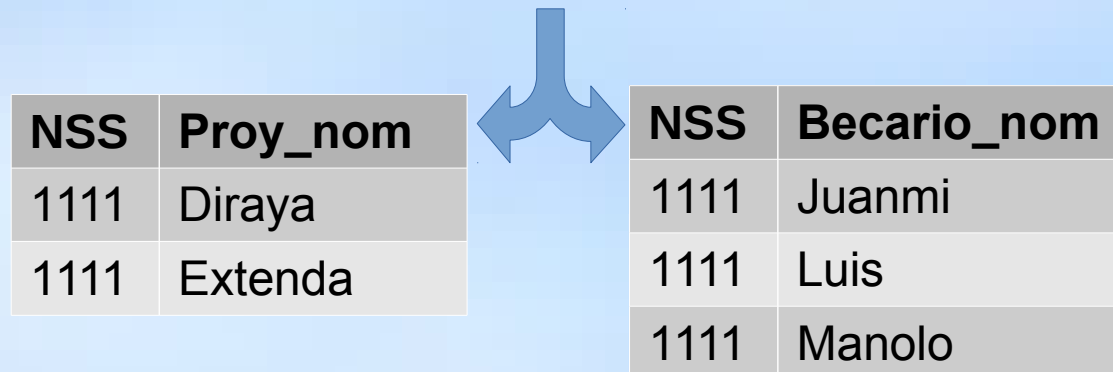 NSS Proy_nom
1111 Diraya
1111 Extenda
NSS Becario_nom
1111 Juanmi
1111 Luis
1111 Manolo